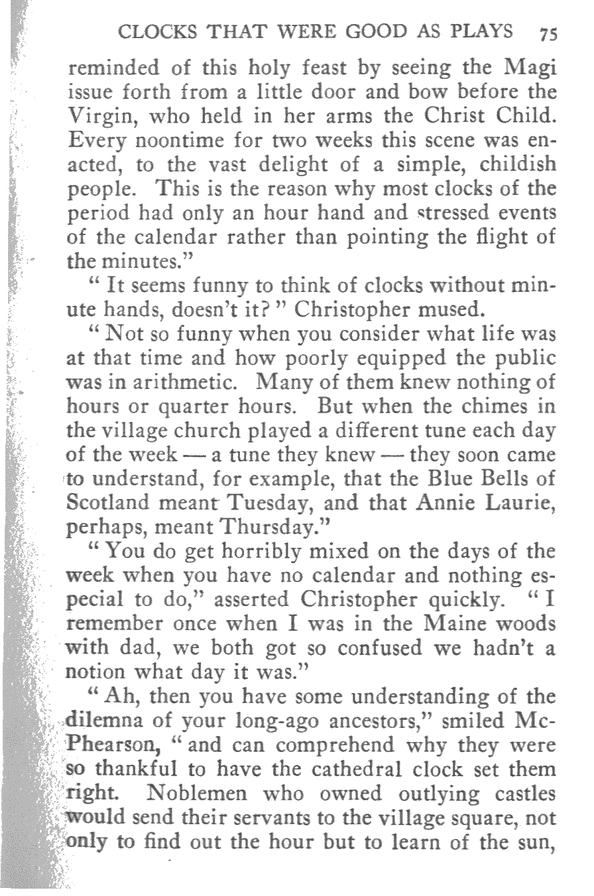 CLOCKS THAT WERE GOOD AS PLAYS 75
reminded of this holy feast by seeing the Magi
issue forth from a little door and bow before the
Virgin, who held in her arms the Christ Child.
Every noontime for two weeks this scene was en-
acted, to the vast delight of a simple, childish
people. This is the reason why most clocks of the
period had only an hour hand and stressed events
of the calendar rather than pointing the flight of
the minutes.”
“ It seems funny to think of clocks without min-
ute hands, doesn’t it? ” Christopher mused.
“ Not so funny when you consider what life was
at that time and how poorly equipped the public
was in arithmetic. Many of them knew nothing of
hours or quarter hours. But when the chimes in
the village church played a different tune each day
of the week — a tune they knew — they soon came
to understand, for example, that the Blue Bells of
Scotland meant Tuesday, and that Annie Laurie,
perhaps, meant Thursday.”
“ You do get horribly mixed on the days of the
week when you have no calendar and nothing es-
pecial to do,” asserted Christopher quickly. “ I
remember once when I was in the Maine woods
with dad, we both got so confused we hadn’t a
notion what day it was.”
“ Ah, then you have some understanding of the
dilemna of your long-ago ancestors,” smiled Mc-
Phearson, “ and can comprehend why they were
so thankful to have the cathedral clock set them
right. Noblemen who owned outlying castles
would send their servants to the village square, not
only to find out the hour but to learn of the sun,